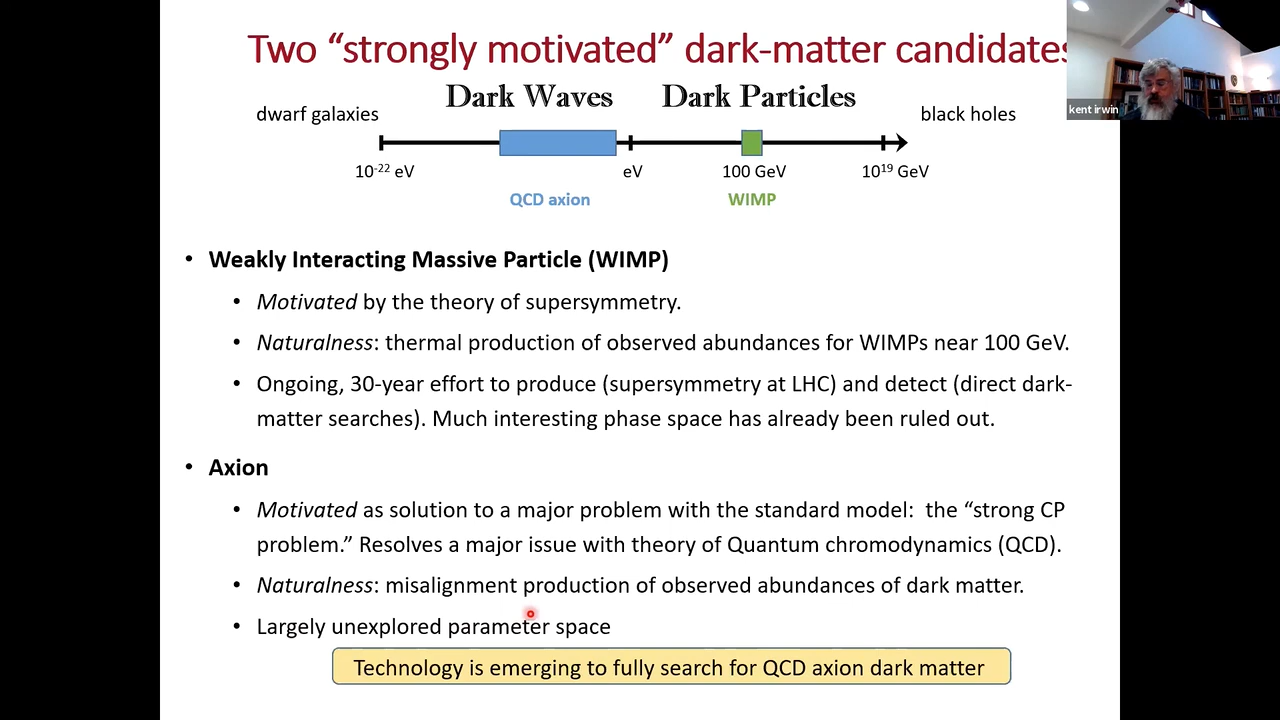 Two “strongly motivated” dark-matter candidates
kent irwin
Dark Waves Dark Particles
dwarf galaxies black holes
10⁻²² eV eV 100 GeV 10¹⁹ GeV
QCD axion WIMP
• Weakly Interacting Massive Particle (WIMP)
• Motivated by the theory of supersymmetry.
• Naturalness: thermal production of observed abundances for WIMPs near 100 GeV.
• Ongoing, 30-year effort to produce (supersymmetry at LHC) and detect (direct dark-
matter searches). Much interesting phase space has already been ruled out.
• Axion
• Motivated as solution to a major problem with the standard model: the “strong CP
problem.” Resolves a major issue with theory of Quantum chromodynamics (QCD).
• Naturalness: misalignment production of observed abundances of dark matter.
• Largely unexplored parameter space
Technology is emerging to fully search for QCD axion dark matter